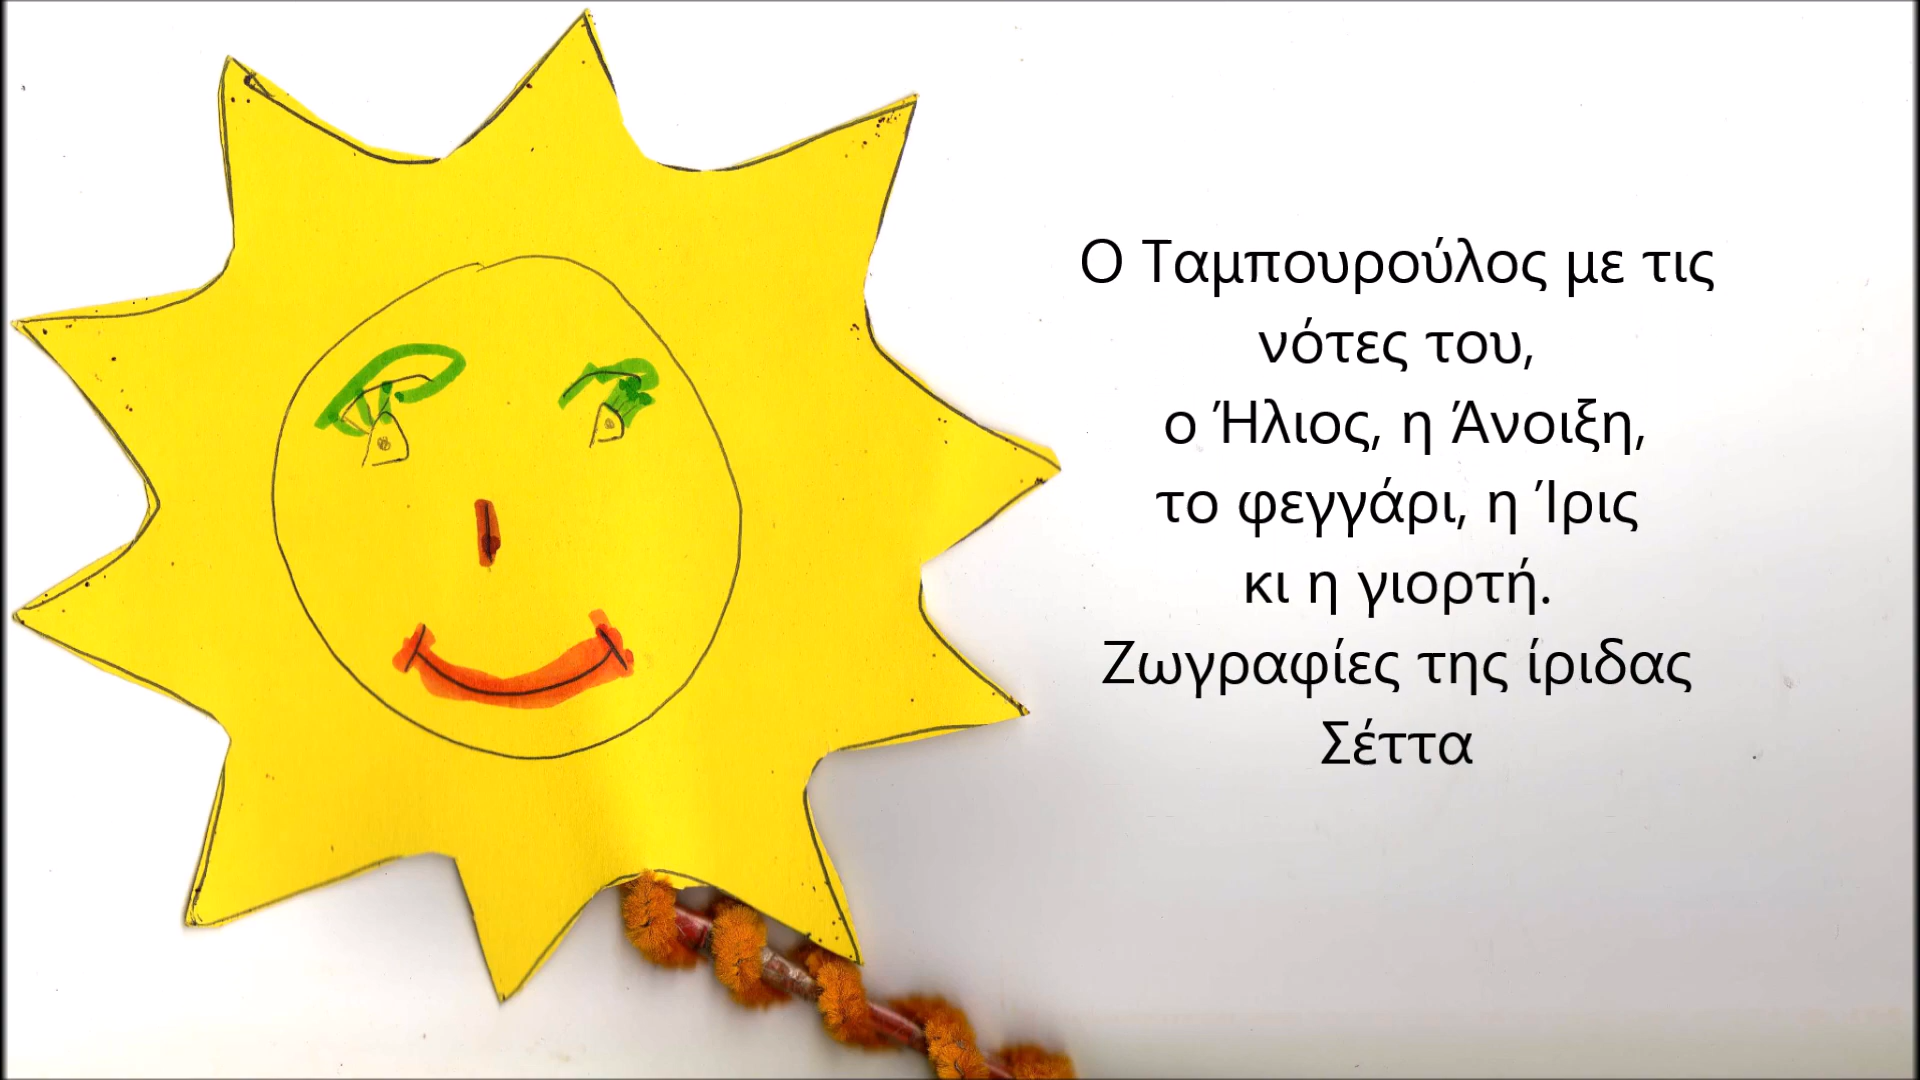 Ο Ταμπουρούλος με τις
νότες του,
ο Ήλιος, η Άνοιξη,
το φεγγάρι, η Ίρις
κι η γιορτή.
Ζωγραφίες της ίριδας
Σέττα